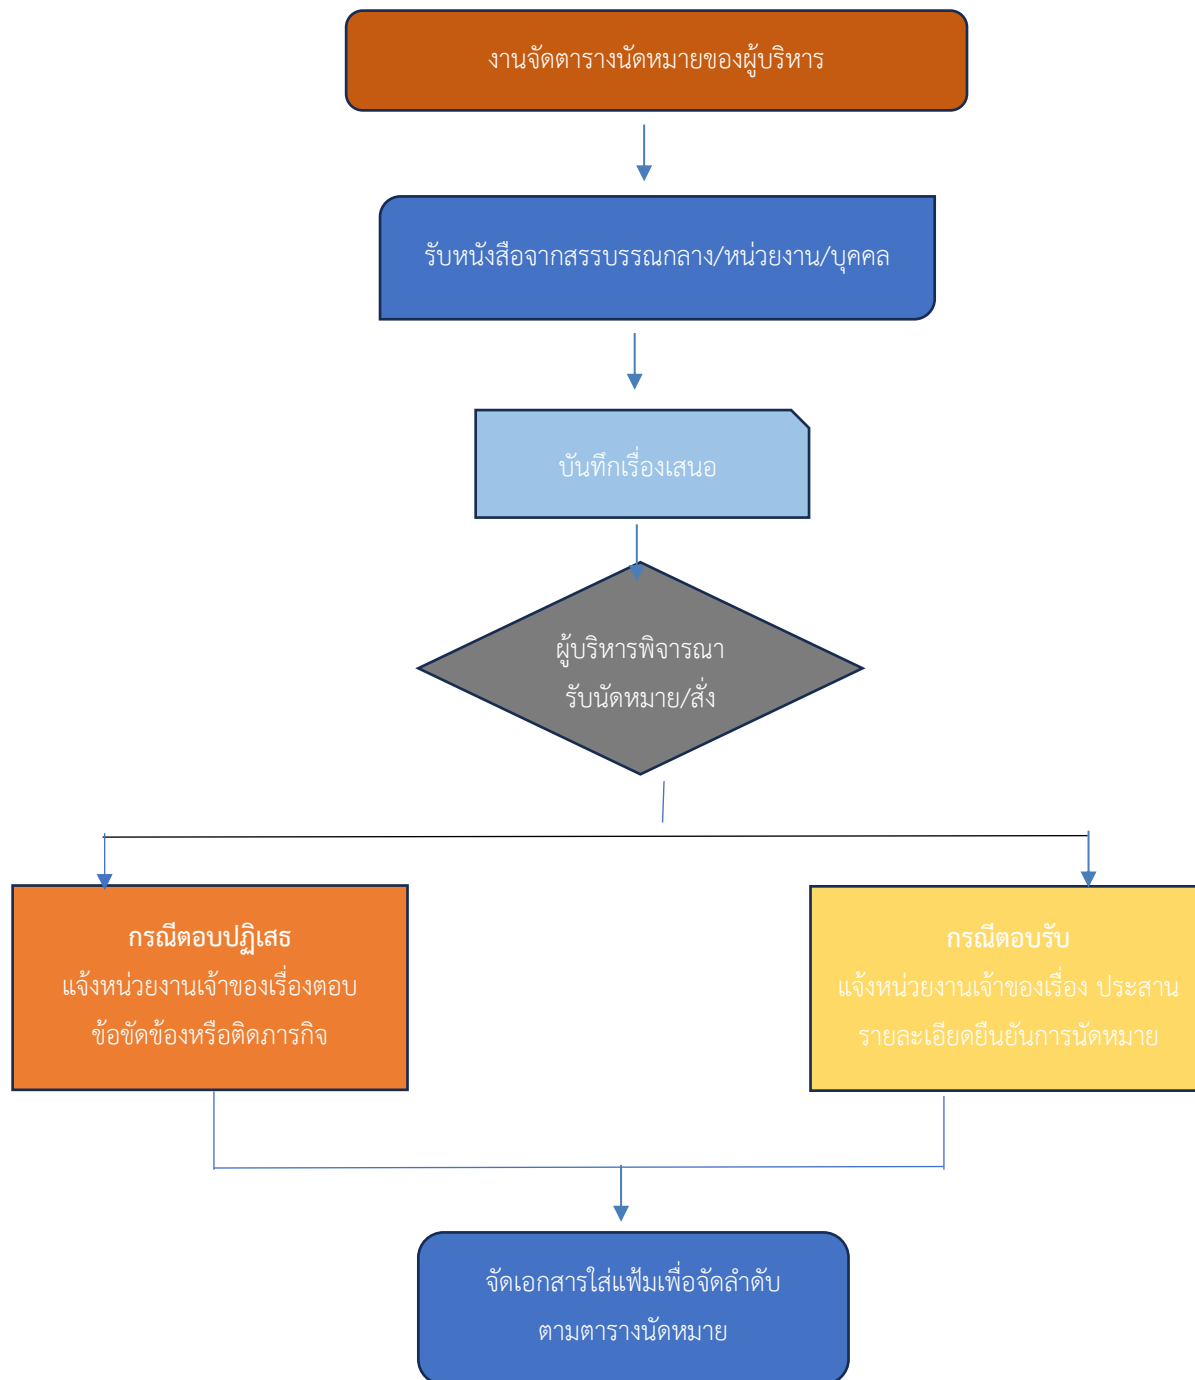 งานจัดตารางนัดหมายของผู้บริหาร
รับหนังสือจากสรรบรรณกลาง/หน่วยงาน/บุคคล
บันทึกเรื่องเสนอ
ผู้บริหารพิจารณา
รับนัดหมาย/สั่ง
กรณีตอบปฏิเสธ
แจ้งหน่วยงานเจ้าของเรื่องตอบ
ข้อขัดข้องหรือติดภารกิจ
กรณีตอบรับ
แจ้งหน่วยงานเจ้าของเรื่อง ประสาน
รายละเอียดยืนยันการนัดหมาย
จัดเอกสารใส่แฟ้มเพื่อจัดลำดับ
ตามตารางนัดหมาย